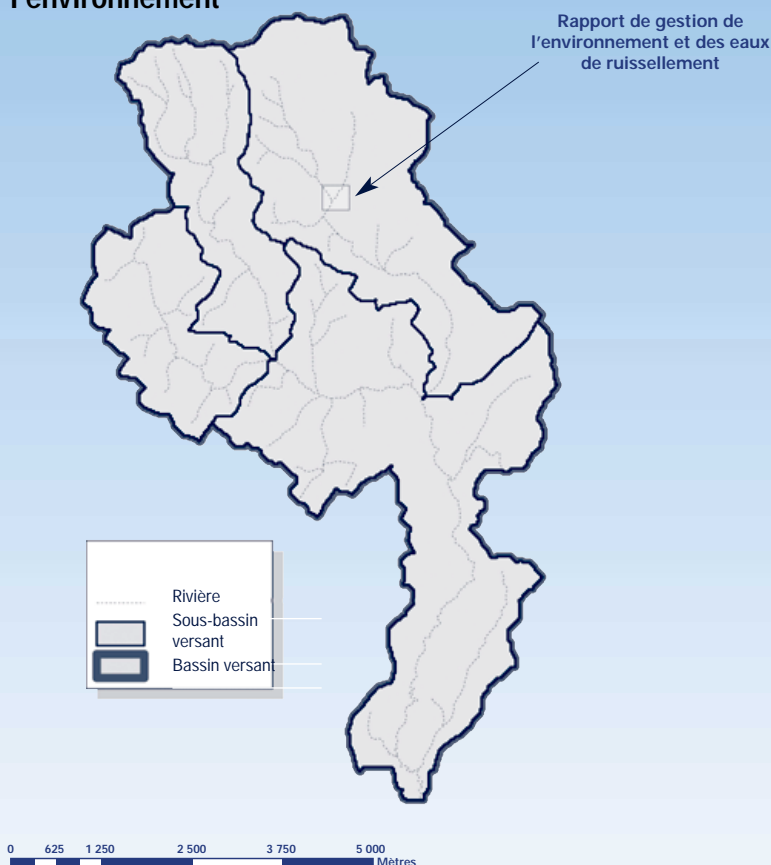 l'environnement
Rapport de gestion de
l'environnement et des eaux
de ruissellement
Rivière
Sous-bassin
versant
Bassin versant
0 625 1 250 2 500 3 750 5 000
Mètres